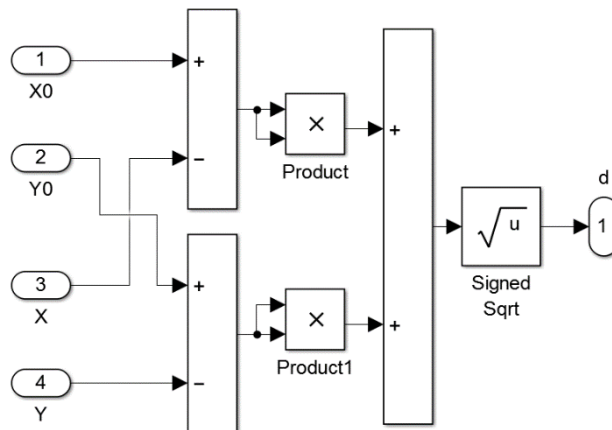 1
X0
+
−
×
Product
2
Y0
+
d
√u
1
Signed
Sqrt
3
X
+
−
×
Product1
+
4
Y